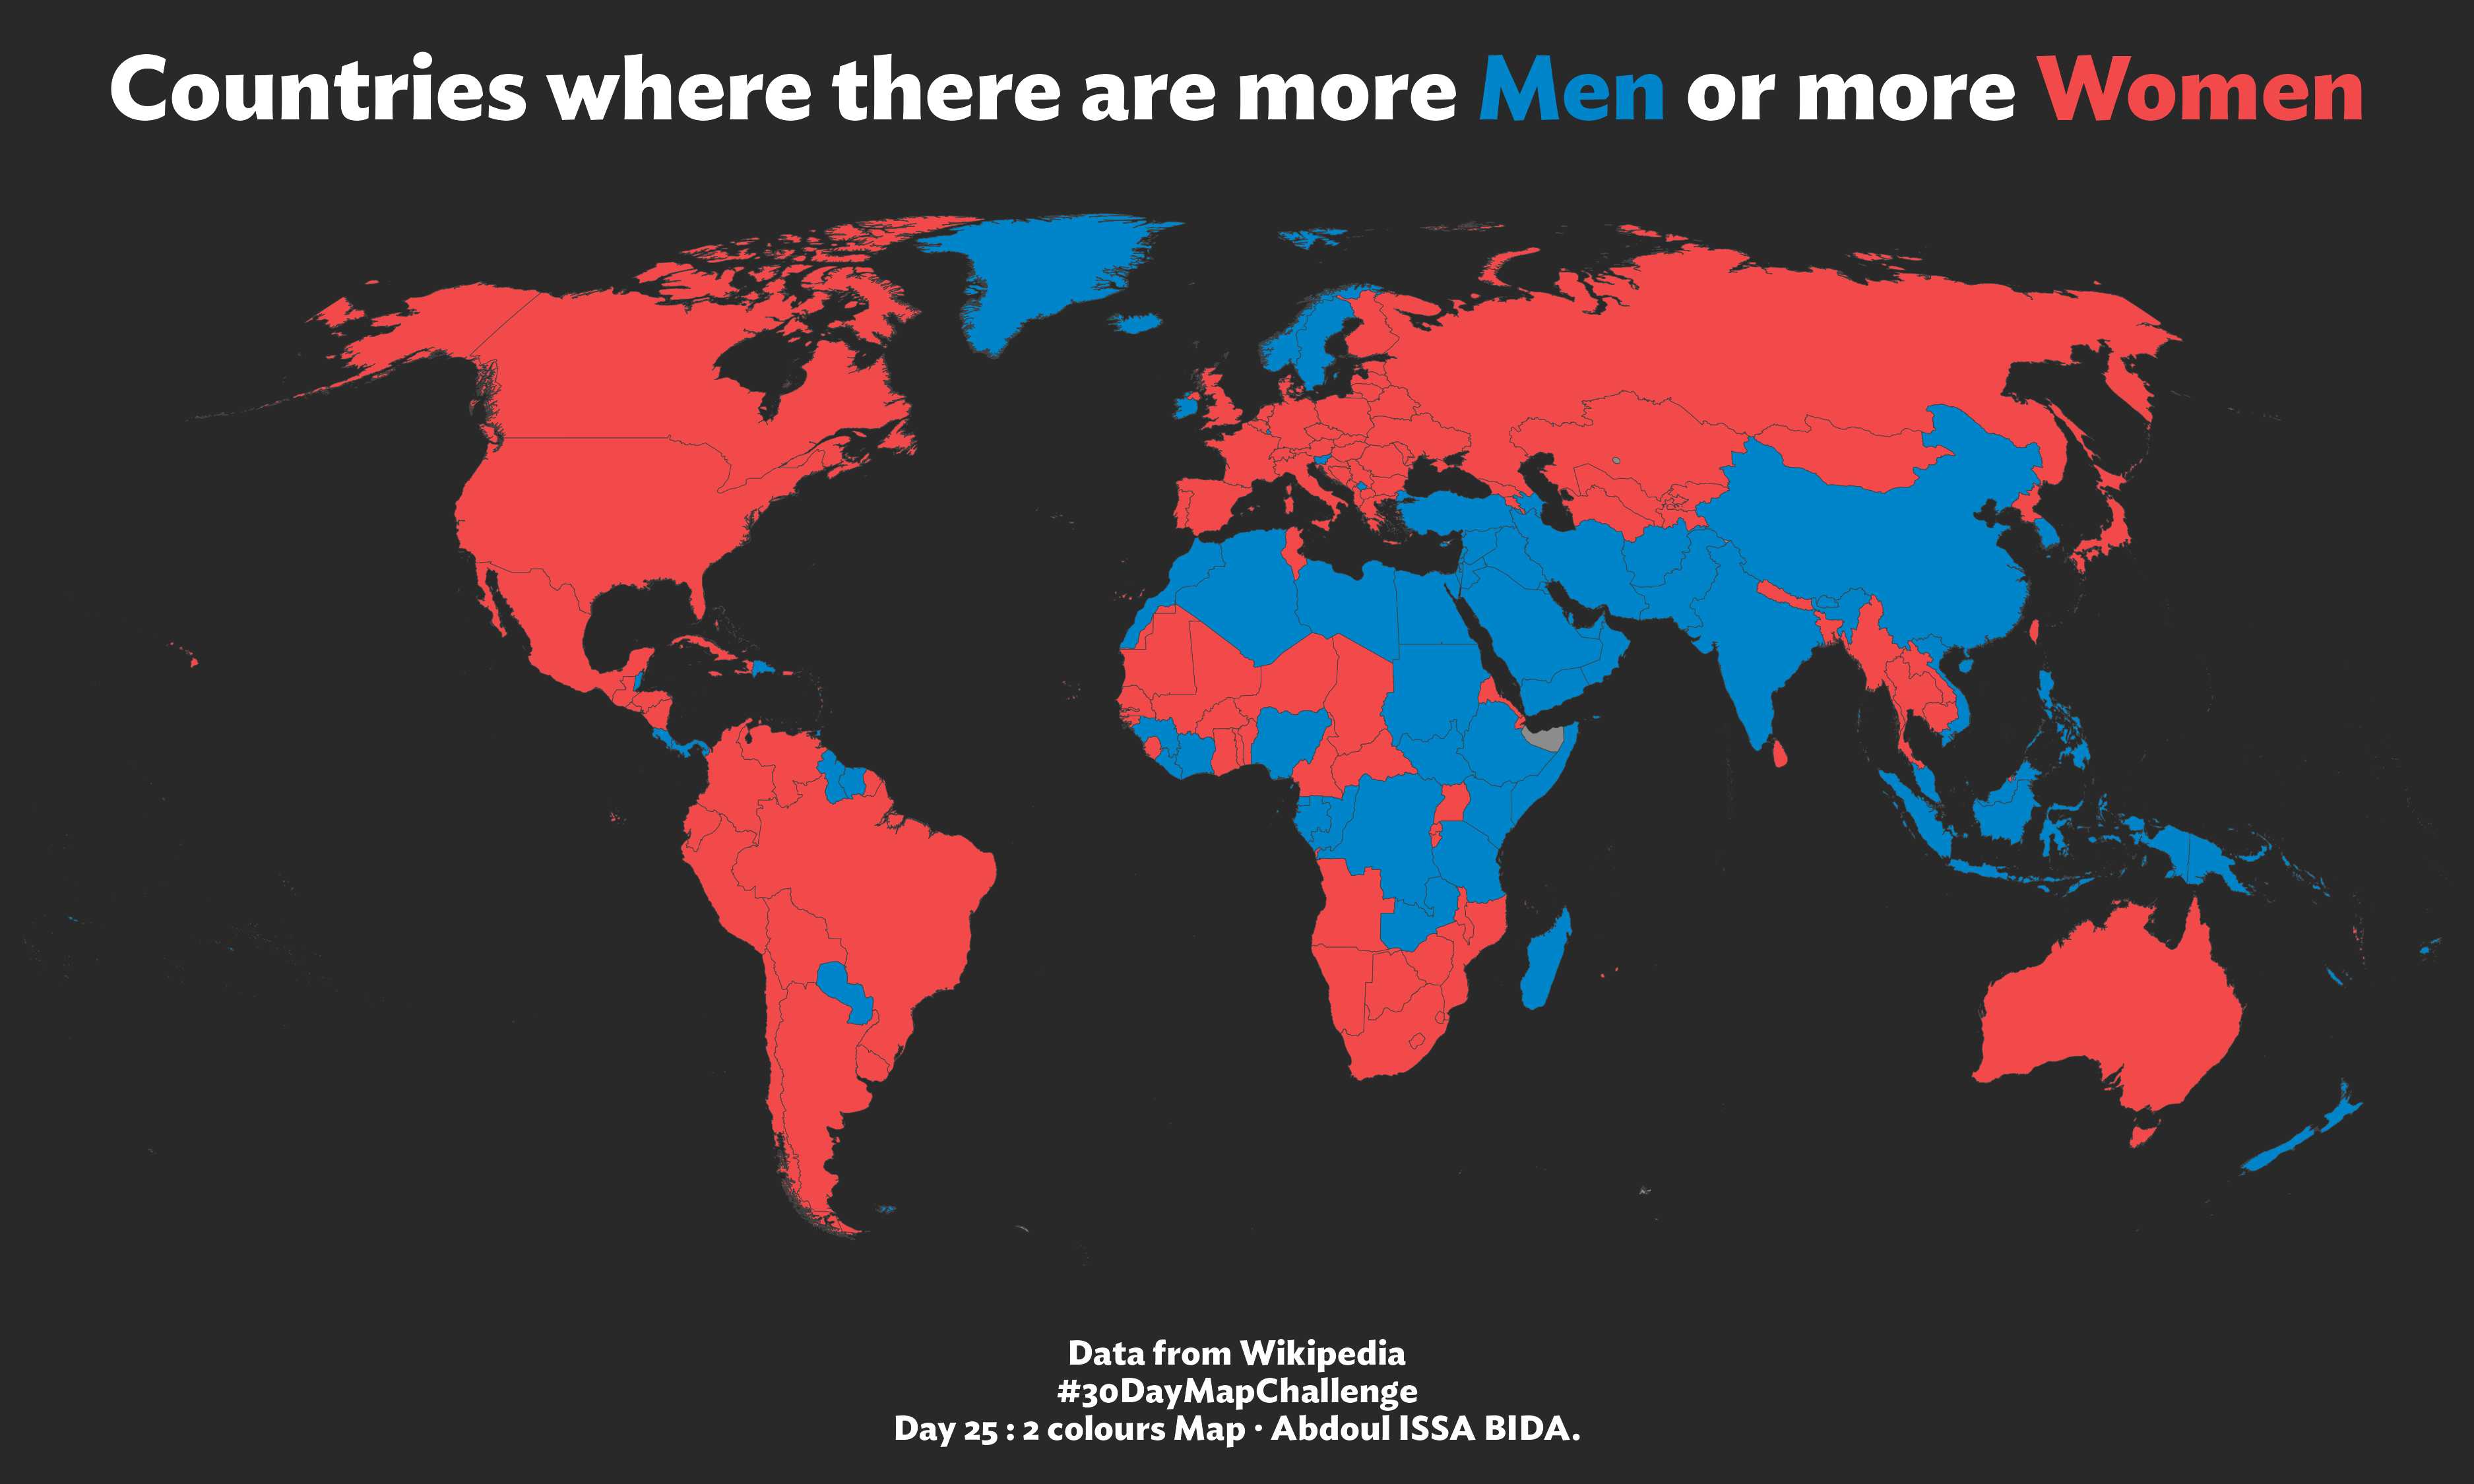 Countries where there are more Men or more Women
Data from Wikipedia
#30DayMapChallenge
Day 25 : 2 colours Map · Abdoul ISSA BIDA.